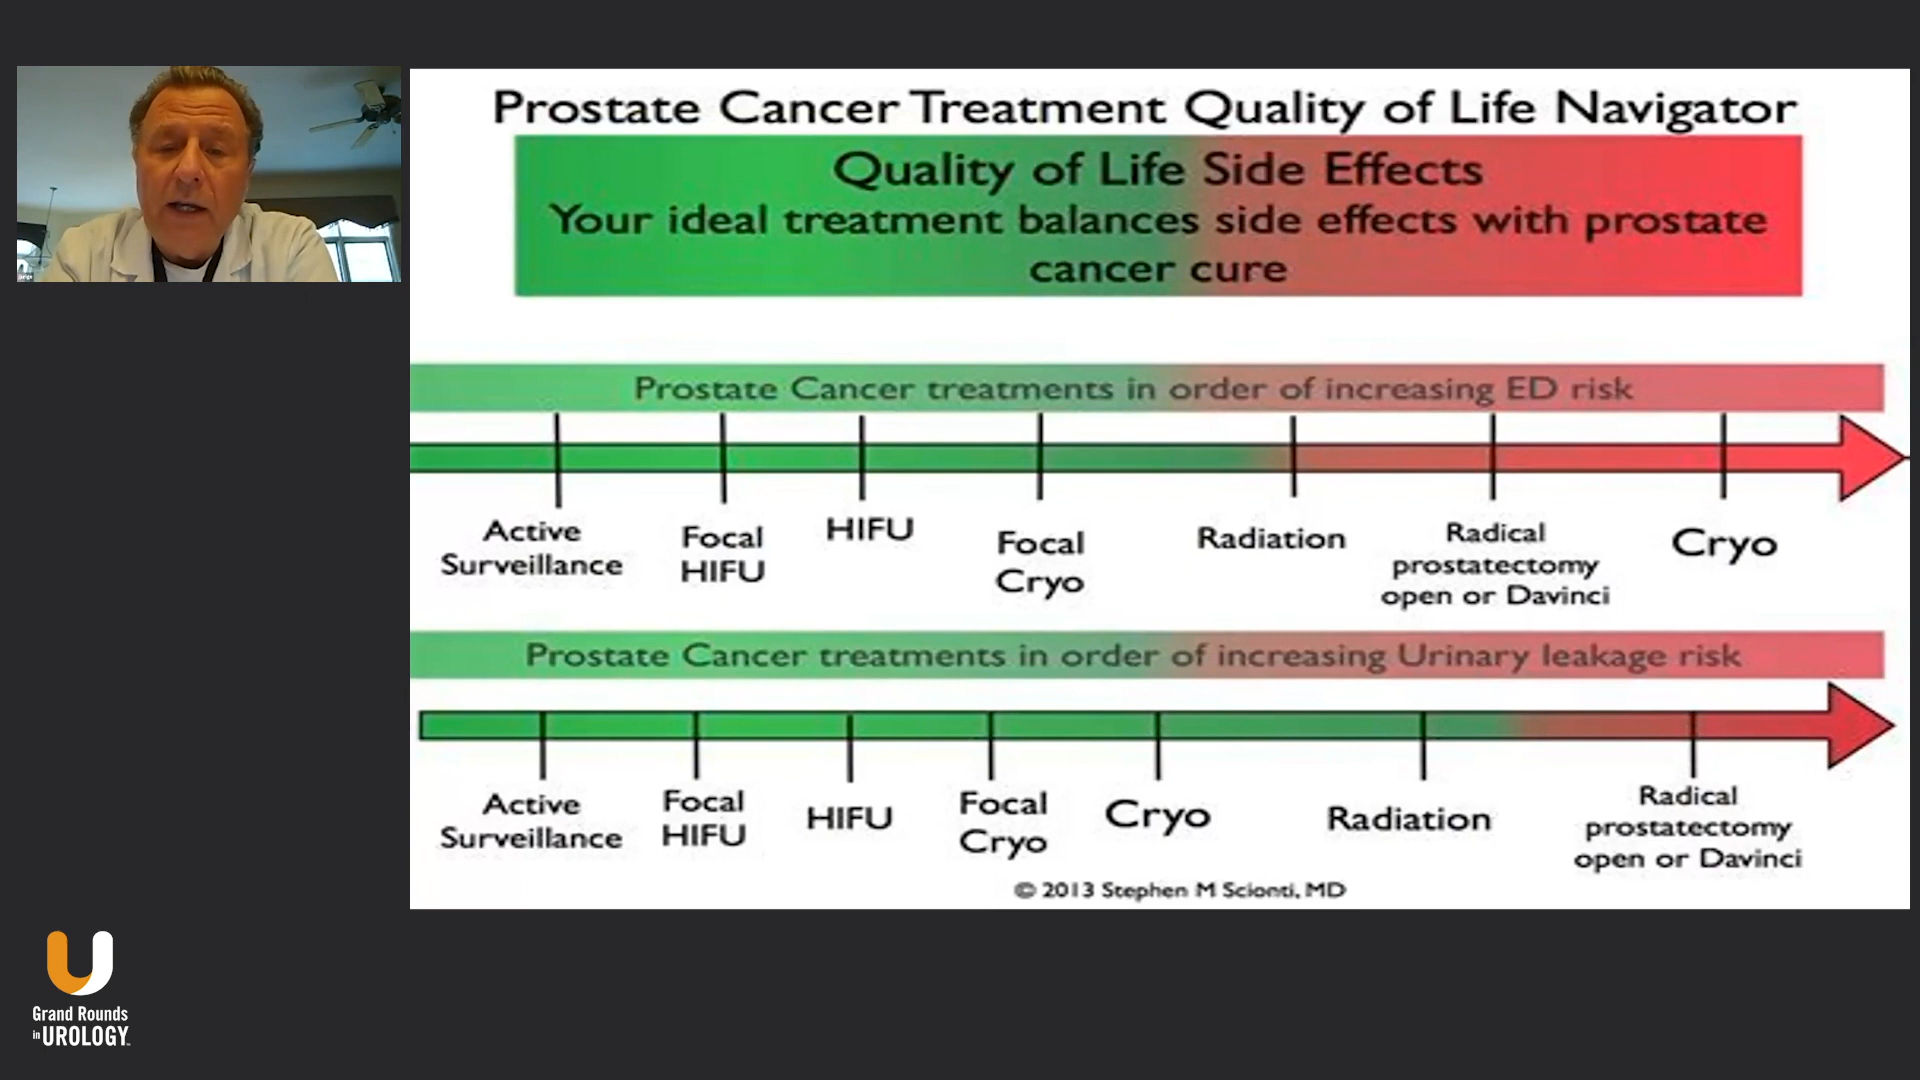 Prostate Cancer Treatment Quality of Life Navigator
Quality of Life Side Effects
Your ideal treatment balances side effects with prostate
cancer cure
Prostate Cancer treatments in order of increasing ED risk
Active
Surveillance
Focal
HIFU
HIFU
Focal
Cryo
Radiation
Radical
prostatectomy
open or Davinci
Cryo
Prostate Cancer treatments in order of increasing Urinary leakage risk
Active
Surveillance
Focal
HIFU
HIFU
Focal
Cryo
Cryo
Radiation
Radical
prostatectomy
open or Davinci
© 2013 Stephen M Scionti, MD
Grand Rounds
in UROLOGY